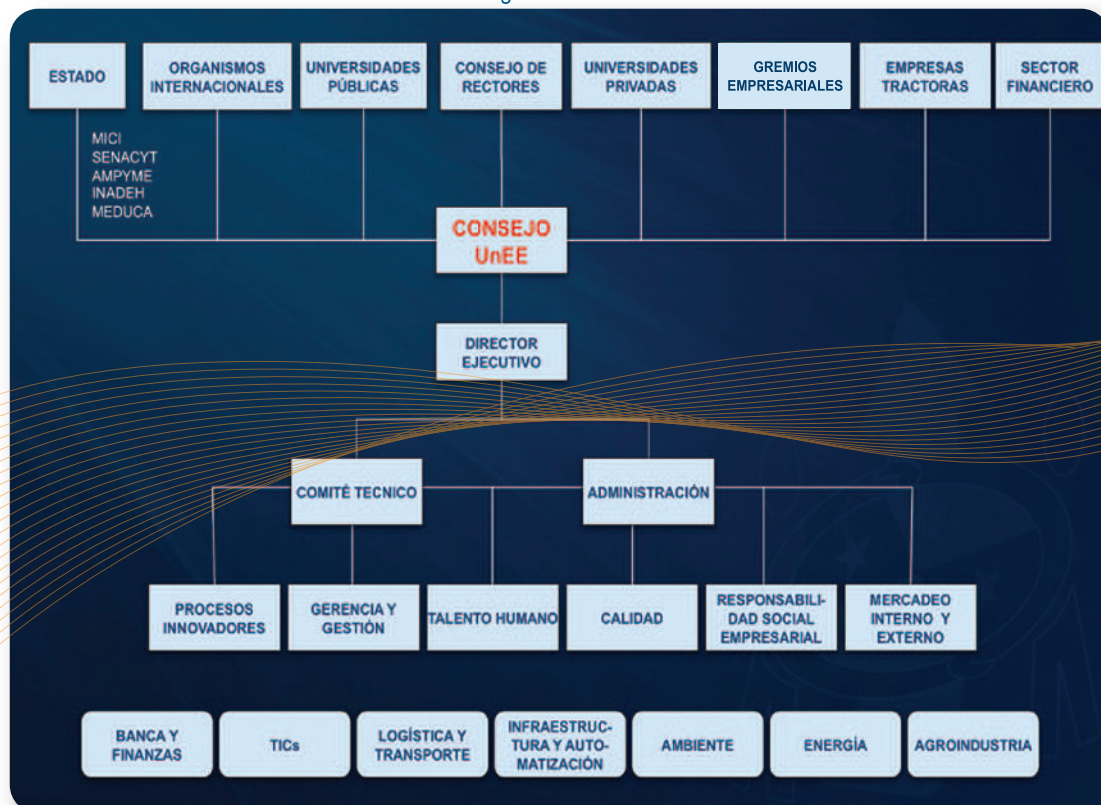 ESTADO
ORGANISMOS
INTERNACIONALES
UNIVERSIDADES
PÚBLICAS
CONSEJO DE
RECTORES
UNIVERSIDADES
PRIVADAS
GREMIOS
EMPRESARIALES
EMPRESAS
TRACTORAS
SECTOR
FINANCIERO
MICI
SENACYT
AMPYME
INADEH
MEDUCA
CONSEJO
UnEE
DIRECTOR
EJECUTIVO
COMITÉ TECNICO
ADMINISTRACIÓN
PROCESOS
INNOVADORES
GERENCIA Y
GESTIÓN
TALENTO HUMANO
CALIDAD
RESPONSABILI-
DAD SOCIAL
EMPRESARIAL
MERCADEO
INTERNO Y
EXTERNO
BANCA Y
FINANZAS
TICs
LOGÍSTICA Y
TRANSPORTE
INFRAESTRUC-
TURA Y AUTO-
MATIZACIÓN
AMBIENTE
ENERGÍA
AGROINDUSTRIA